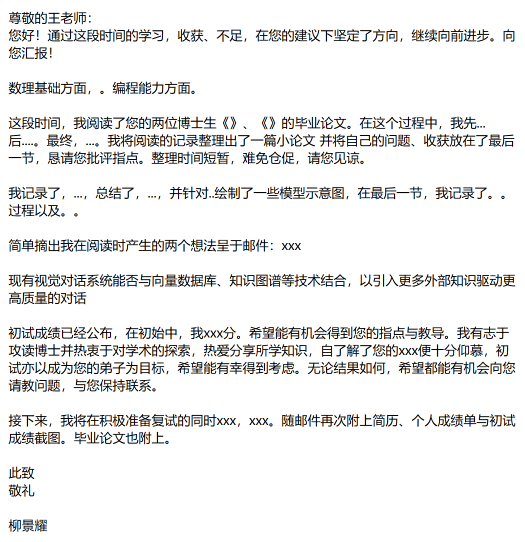 尊敬的王老师：
您好！通过这段时间的学习，收获、不足，在您的建议下坚定了方向，继续向前进步。向
您汇报！
数理基础方面，。编程能力方面。
这段时间，我阅读了您的两位博士生《》、《》的毕业论文。在这个过程中，我先...
后....。最终，...。我将阅读的记录整理出了一篇小论文 并将自己的问题、收获放在了最后
一节，恳请您批评指点。整理时间短暂，难免仓促，请您见谅。
我记录了，...，总结了，...，并针对..绘制了一些模型示意图，在最后一节，我记录了。。
过程以及。。
简单摘出我在阅读时产生的两个想法呈于邮件：xxx
现有视觉对话系统能否与向量数据库、知识图谱等技术结合，以引入更多外部知识驱动更
高质量的对话
初试成绩已经公布，在初始中，我xxx分。希望能有机会得到您的指点与教导。我有志于
攻读博士并热衷于对学术的探索，热爱分享所学知识，自了解了您的xxx便十分仰慕，初
试亦以成为您的弟子为目标，希望能有幸得到考虑。无论结果如何，希望都能有机会向您
请教问题，与您保持联系。
接下来，我将在积极准备复试的同时xxx，xxx。随邮件再次附上简历、个人成绩单与初试
成绩截图。毕业论文也附上。
此致
敬礼
柳景耀